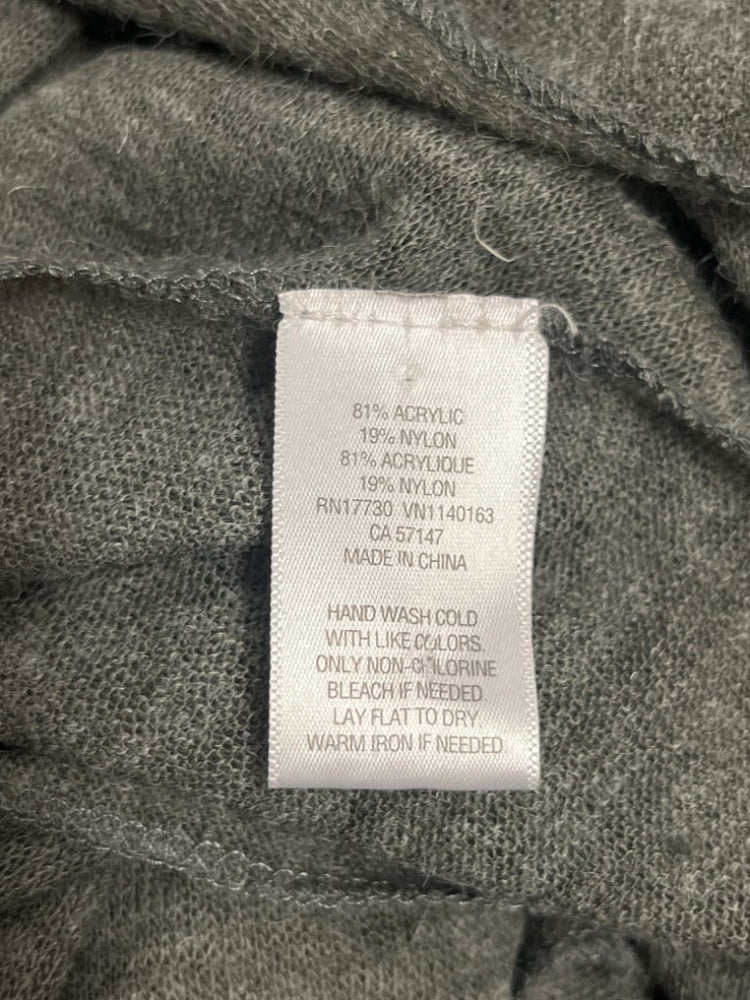 81% ACRYLIC
19% NYLON
81% ACRYLIQUE
19% NYLON
RN17730 VN1140163
CA 57147
MADE IN CHINA
HAND WASH COLD
WITH LIKE COLORS.
ONLY NON-CHLORINE
BLEACH IF NEEDED
LAY FLAT TO DRY.
WARM IRON IF NEEDED